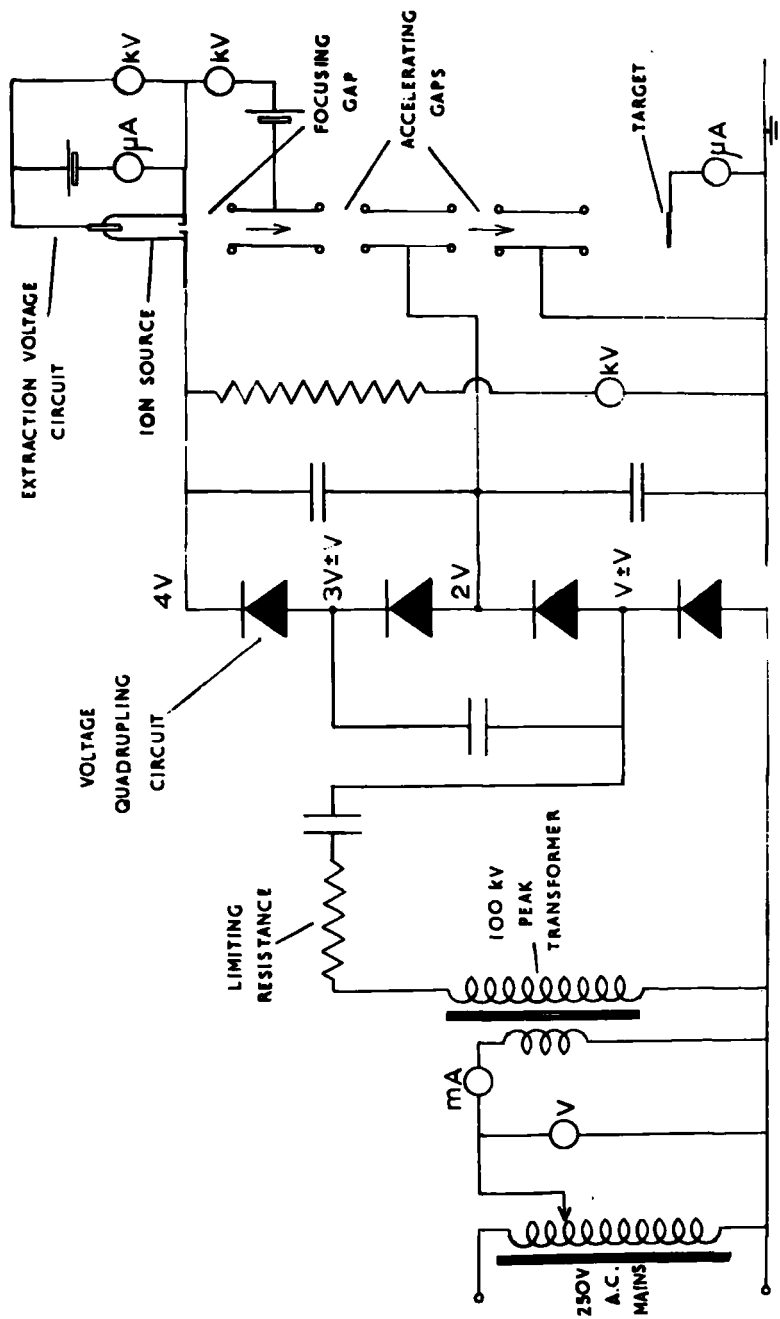 EXTRACTION VOLTAGE
CIRCUIT
ION SOURCE
kV
μA
kV
FOCUSING
GAP
ACCELERATING
GAPS
VOLTAGE
QUADRUPLING
CIRCUIT
4V
3V±V
2V
V±V
kV
TARGET
μA
LIMITING
RESISTANCE
100 kV
PEAK
TRANSFORMER
mA
V
250V
A.C.
MAINS